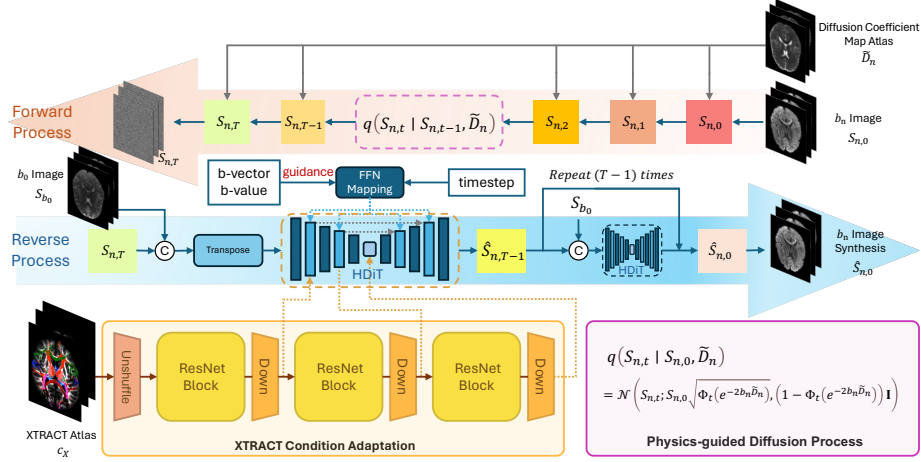 Diffusion Coefficient
Map Atlas
D̃ₙ
Forward
Process
Sₙ,T
Sₙ,T
Sₙ,T−1
q(Sₙ,t | Sₙ,t−1, D̃ₙ)
Sₙ,2
Sₙ,1
Sₙ,0
bₙ Image
Sₙ,0
b₀ Image
S_b₀
b-vector
b-value
guidance
FFN
Mapping
timestep
Repeat (T − 1) times
S_b₀
Reverse
Process
Sₙ,T
C
Transpose
HDiT
Ŝₙ,T−1
C
HDiT
Ŝₙ,0
bₙ Image
Synthesis
Ŝₙ,0
Unshuffle
ResNet
Block
Down
ResNet
Block
Down
ResNet
Block
Down
XTRACT Atlas
c_X
XTRACT Condition Adaptation
q(Sₙ,t | Sₙ,0, D̃ₙ)
= 𝒩(Sₙ,t; Sₙ,0√Φₜ(e^(−2bₙD̃ₙ)), (1 − Φₜ(e^(−2bₙD̃ₙ)) I)
Physics-guided Diffusion Process